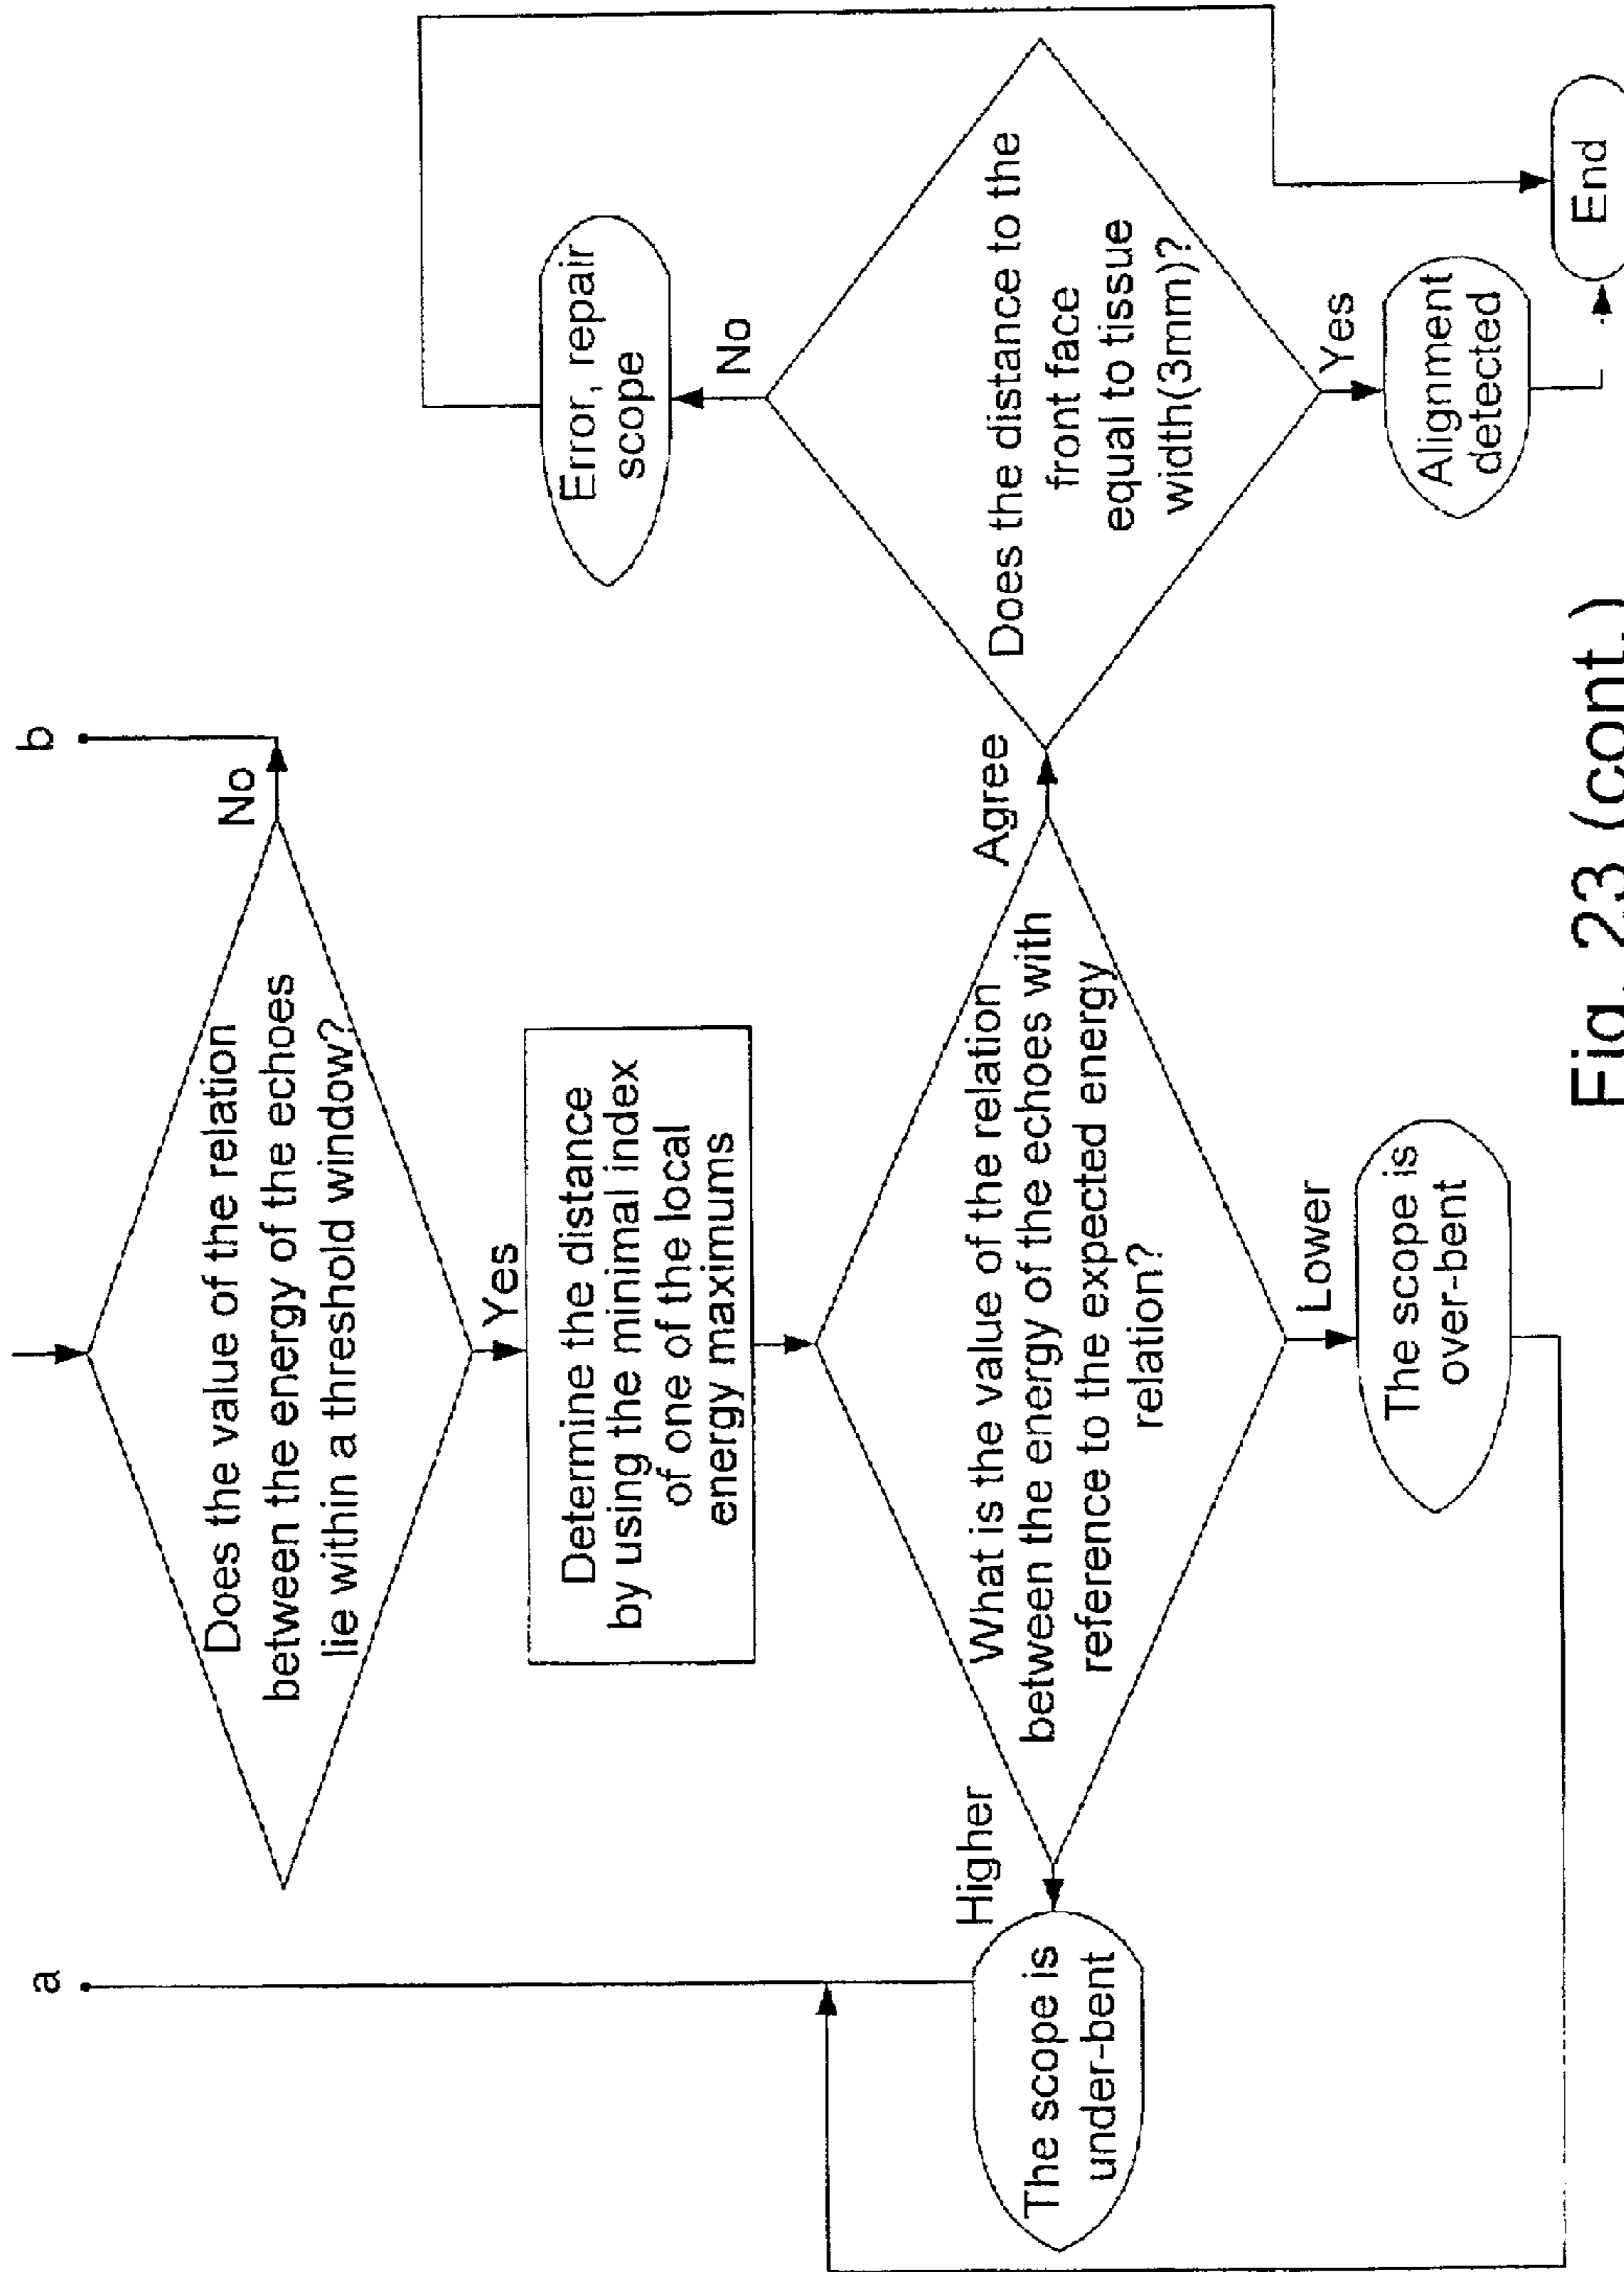 a
b
Does the value of the relation
between the energy of the echoes
lie within a threshold window?
No
Yes
Determine the distance
by using the minimal index
of one of the local
energy maximums
Higher
What is the value of the relation
between the energy of the echoes with
reference to the expected energy
relation?
Agree
Lower
The scope is
under-bent
The scope is
over-bent
Error, repair
scope
No
Does the distance to the
front face
equal to tissue
width(3mm)?
Yes
Alignment
detected
End
Fig. 23 (cont.)